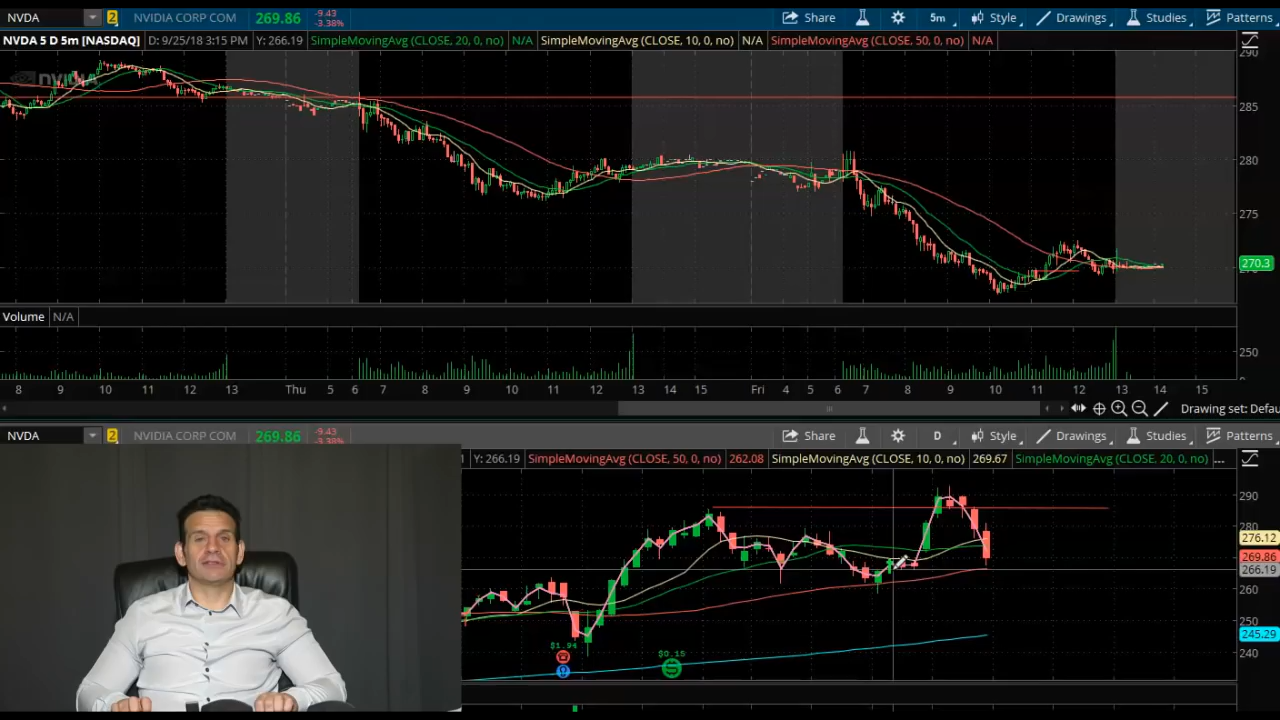 NVDA 2 NVIDIA CORP COM 269.86 -9.43 -3.38% Share 5m Style Drawings Studies Patterns
NVDA 5 D 5m [NASDAQ] D: 9/25/18 3:15 PM Y: 266.19 SimpleMovingAvg (CLOSE, 20, 0, no) N/A SimpleMovingAvg (CLOSE, 10, 0, no) N/A SimpleMovingAvg (CLOSE, 50, 0, no) N/A
290
NVIDIA
285
280
275
270.3
Volume N/A
250
8 9 10 11 12 13 Thu 5 6 7 8 9 10 11 12 13 14 15 Fri 4 5 6 7 8 9 10 11 12 13 14 15
Drawing set: Defau
NVDA 2 NVIDIA CORP COM 269.86 -9.43 -3.38% Share D Style Drawings Studies Patterns
Y: 266.19 SimpleMovingAvg (CLOSE, 50, 0, no) 262.08 SimpleMovingAvg (CLOSE, 10, 0, no) 269.67 SimpleMovingAvg (CLOSE, 20, 0, no) ...
290
280
276.12
269.86
266.19
260
250
245.29
240
$1.94
$0.15